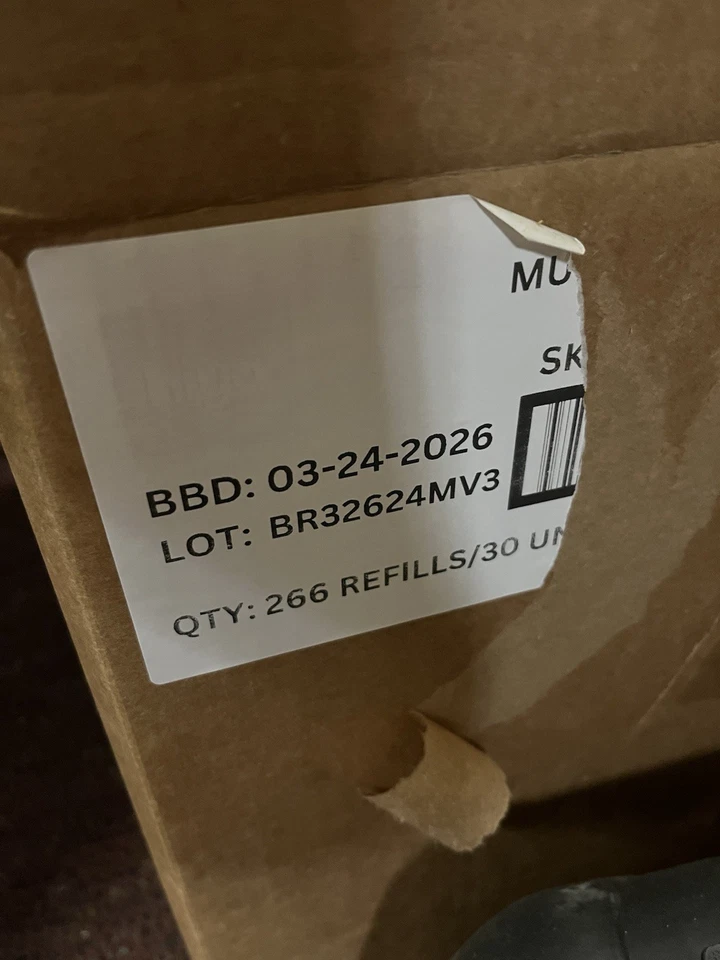 MU
SK
BBD: 03-24-2026
LOT: BR32624MV3
QTY: 266 REFILLS/30 UN